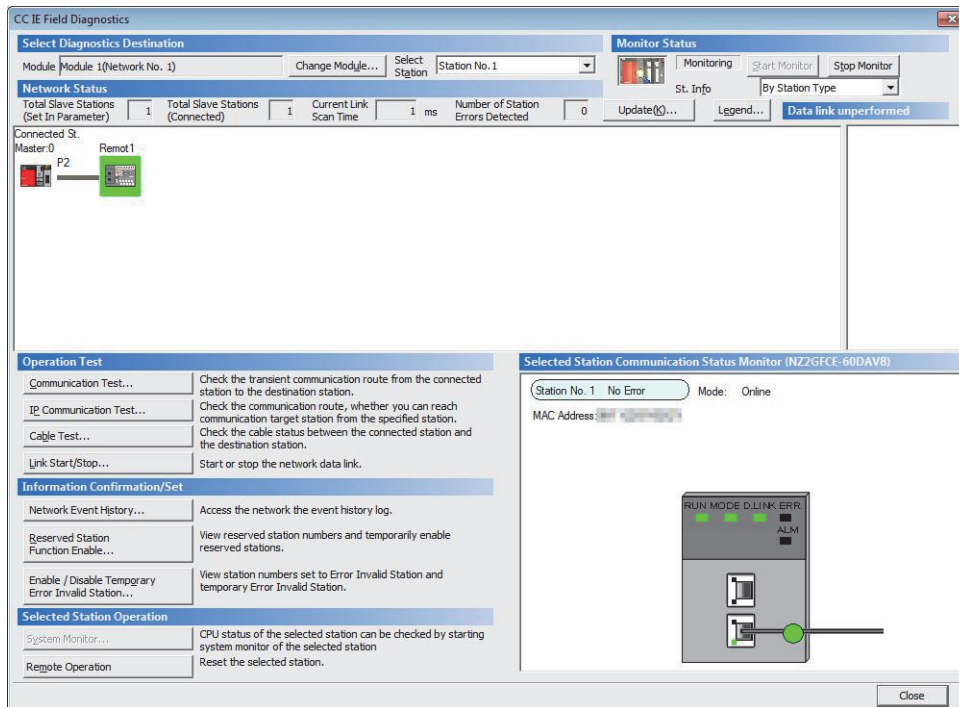 CC IE Field Diagnostics
Select Diagnostics Destination
Monitor Status
Module Module 1(Network No. 1)
Change Module...
Select Station
Station No.1
Monitoring
Start Monitor
Stop Monitor
St. Info
By Station Type
Network Status
Total Slave Stations
(Set In Parameter)
1
Total Slave Stations
(Connected)
1
Current Link
Scan Time
1 ms
Number of Station
Errors Detected
0
Update(K)...
Legend...
Data link unperformed
Connected St.
Master:0
Remot1
P2
Operation Test
Communication Test...
Check the transient communication route from the connected
station to the destination station.
IP Communication Test...
Check the communication route, whether you can reach
communication target station from the specified station.
Cable Test...
Check the cable status between the connected station and
the destination station.
Link Start/Stop...
Start or stop the network data link.
Information Confirmation/Set
Network Event History...
Access the network the event history log.
Reserved Station
Function Enable...
View reserved station numbers and temporarily enable
reserved stations.
Enable / Disable Temporary
Error Invalid Station...
View station numbers set to Error Invalid Station and
temporary Error Invalid Station.
Selected Station Operation
System Monitor...
CPU status of the selected station can be checked by starting
system monitor of the selected station
Remote Operation
Reset the selected station.
Selected Station Communication Status Monitor (NZ2GFCE-60DAV8)
Station No. 1 No Error
Mode: Online
MAC Address:
RUN MODE D.LINK ERR.
ALM
Close